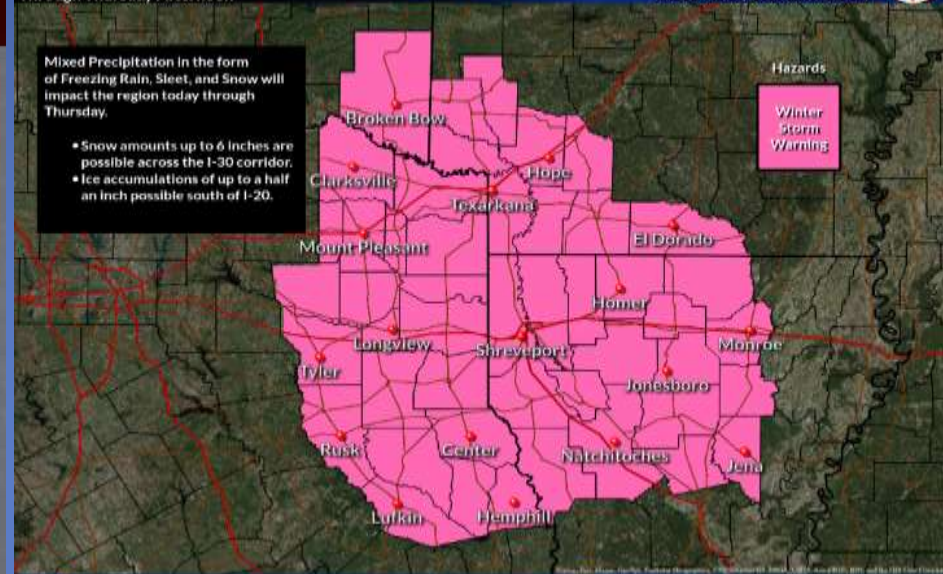 Mixed Precipitation in the form
of Freezing Rain, Sleet, and Snow will
impact the region today through
Thursday.
• Snow amounts up to 6 inches are
possible across the I-30 corridor.
• Ice accumulations of up to a half
an inch possible south of I-20.
Hazards
Winter
Storm
Warning
Broken Bow
Hope
Clarksville
Texarkana
El Dorado
Mount Pleasant
Homer
Longview
Shreveport
Monroe
Tyler
Jonesboro
Rusk
Center
Natchitoches
Jena
Lufkin
Hemphill